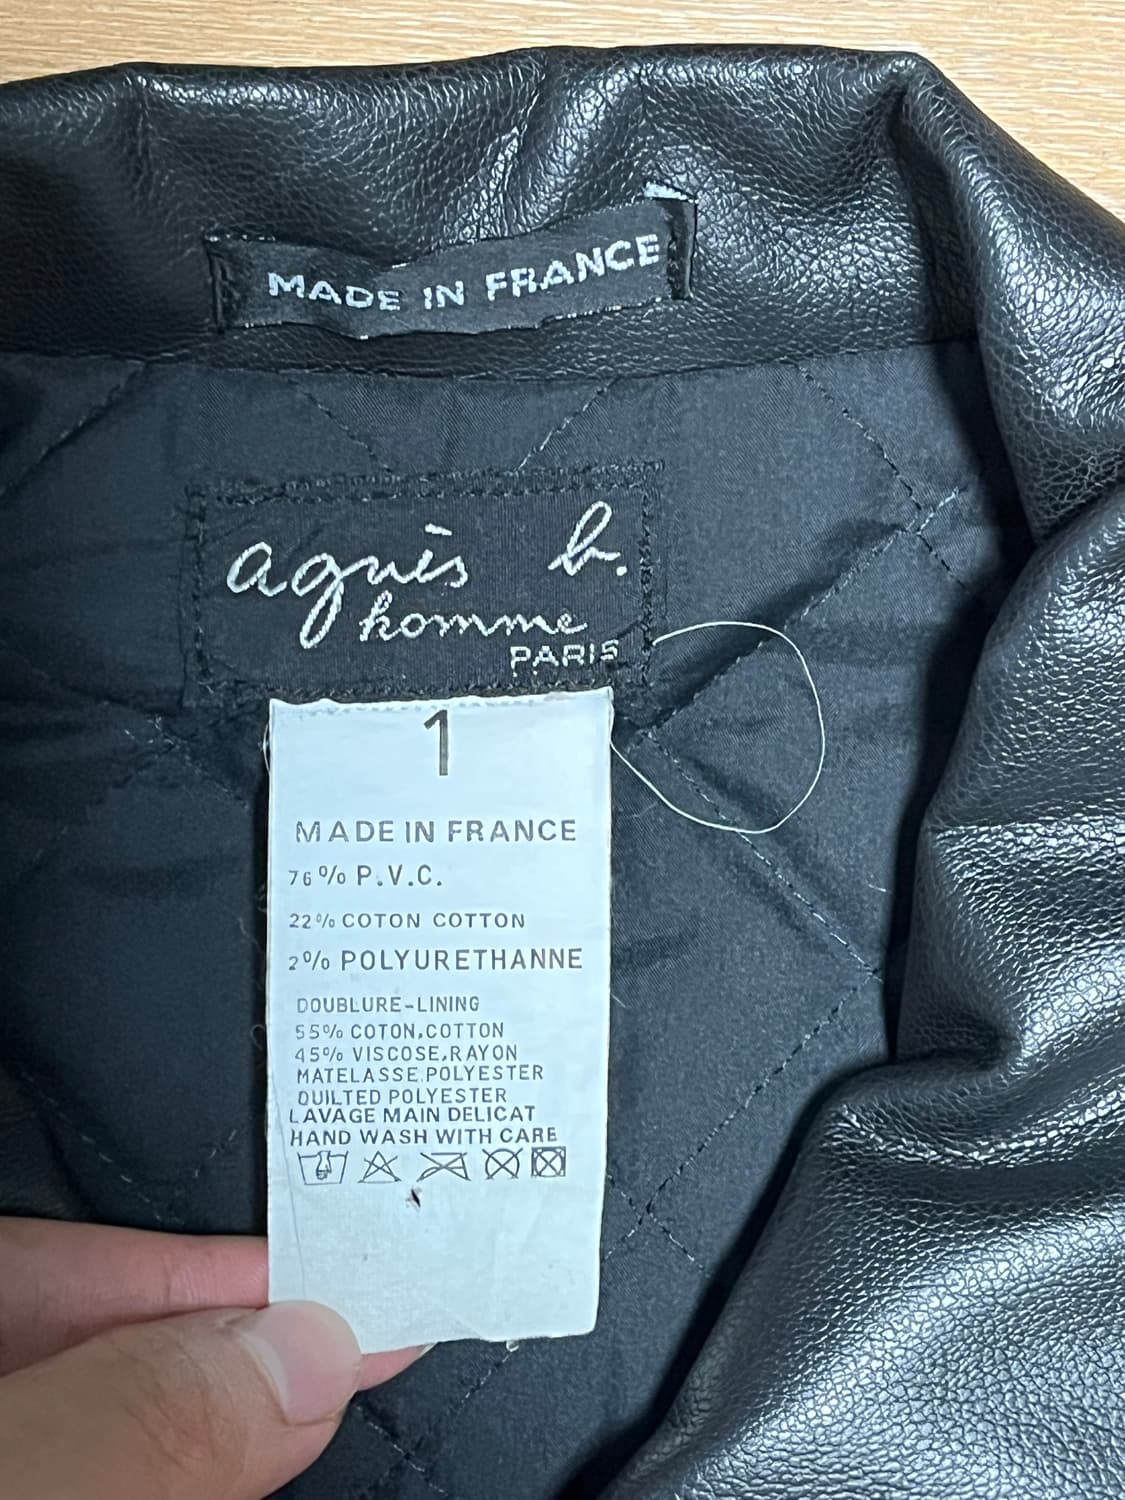 MADE IN FRANCE
agnès b.
homme
PARIS
1
MADE IN FRANCE
76% P.V.C.
22% COTON COTTON
2% POLYURETHANNE
DOUBLURE-LINING
55% COTON,COTTON
45% VISCOSE,RAYON
MATELASSE,POLYESTER
QUILTED POLYESTER
LAVAGE MAIN DELICAT
HAND WASH WITH CARE